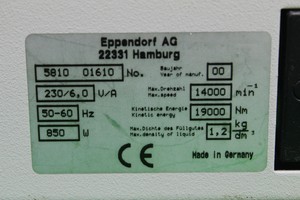 Eppendorf AG
22331 Hamburg
5810 01610 No. Baujahr Year of manuf. 00
230/6,0 V/A Max.Drehzahl Max.speed 14000 min⁻¹
50-60 Hz Kinetische Energie Kinetic energy 19000 Nm
850 W Max.Dichte des Füllgutes Max.density of liquid 1,2 kg/dm³
CE Made in Germany